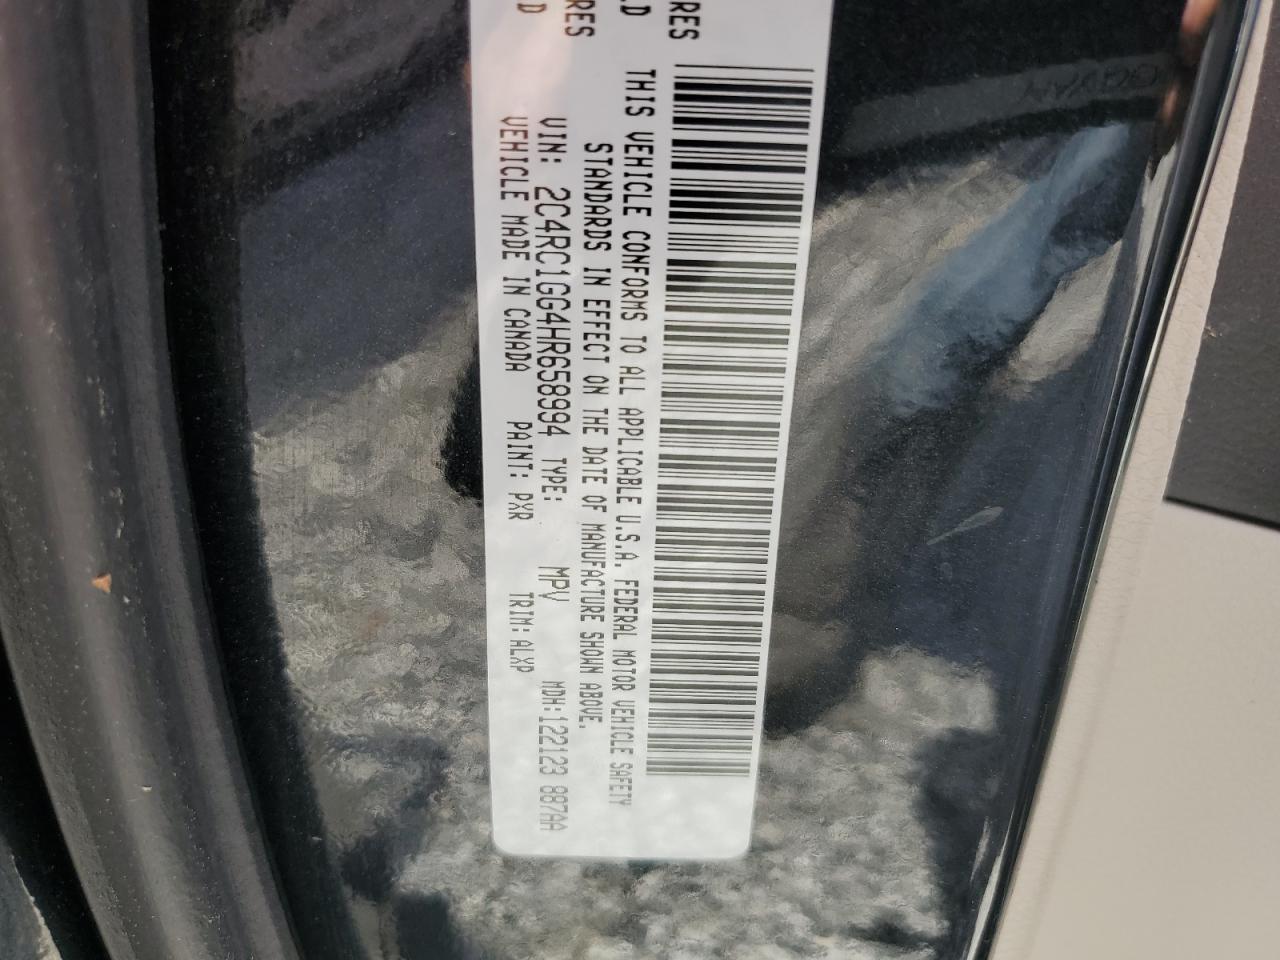 RES
LD
THIS VEHICLE CONFORMS TO ALL APPLICABLE U.S.A. FEDERAL MOTOR VEHICLE SAFETY
RES
STANDARDS IN EFFECT ON THE DATE OF MANUFACTURE SHOWN ABOVE.
D
VIN: 2C4RC1GG4HR658994 TYPE: MPV MDH:122123 887AA
VEHICLE MADE IN CANADA PAINT: PXR TRIM: ALXP